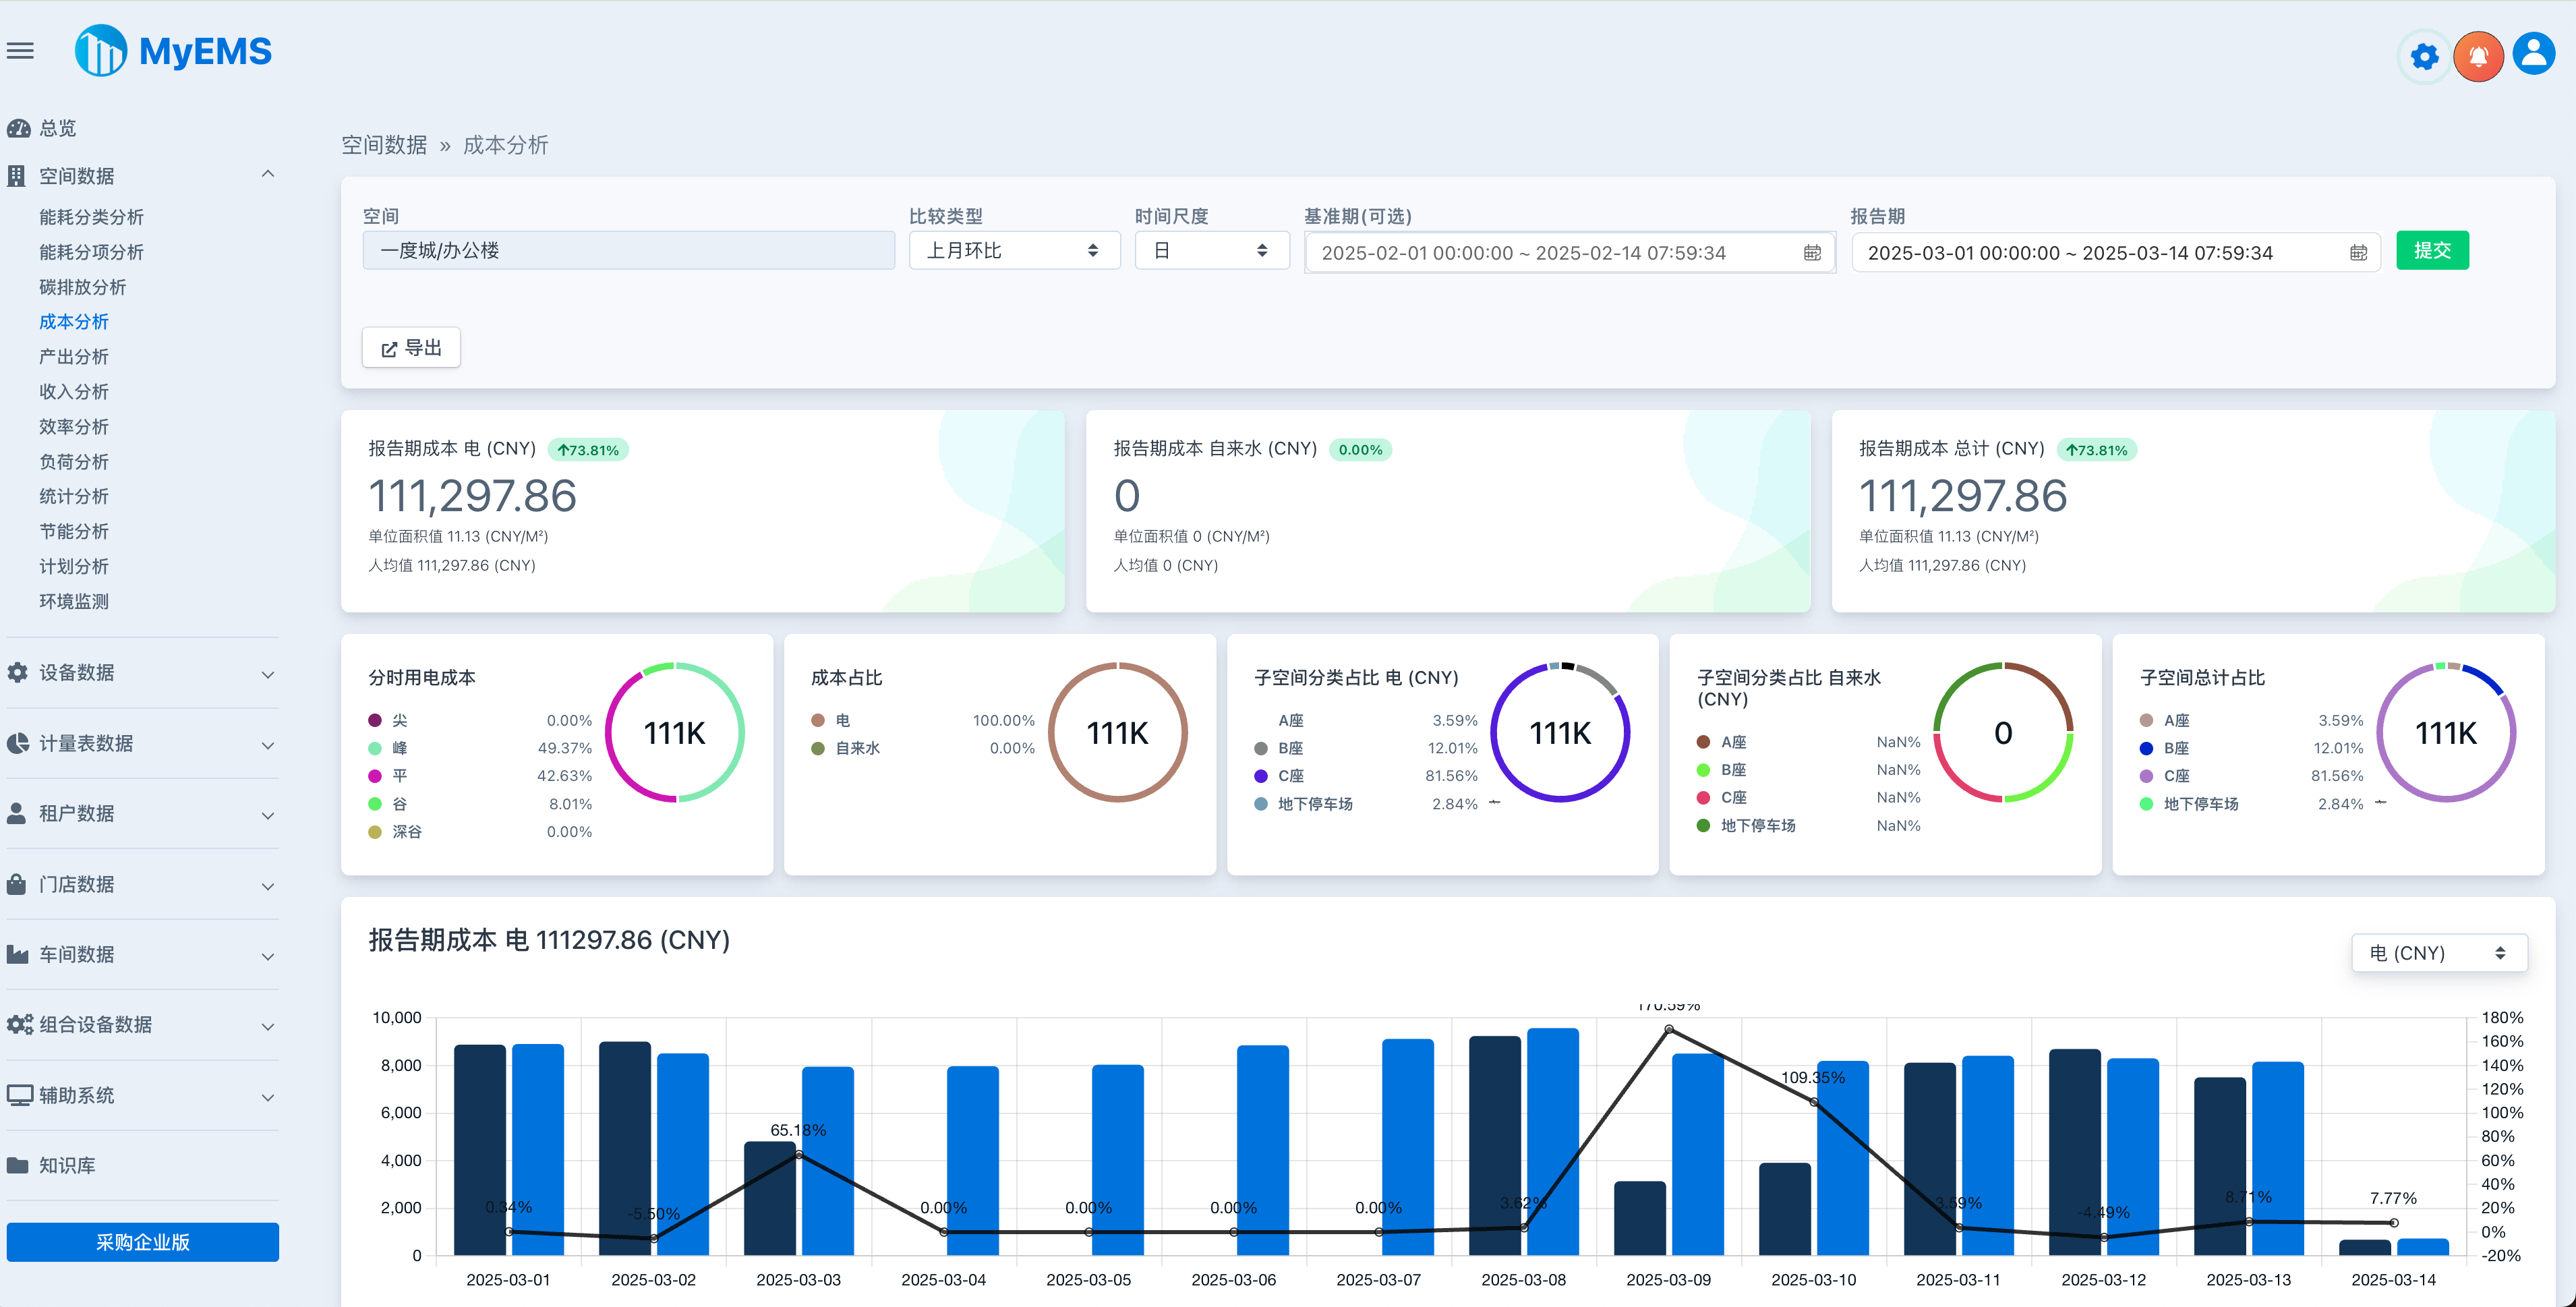 MyEMS
总览
空间数据
能耗分类分析
能耗分项分析
碳排放分析
成本分析
产出分析
收入分析
效率分析
负荷分析
统计分析
节能分析
计划分析
环境监测
设备数据
计量表数据
租户数据
门店数据
车间数据
组合设备数据
辅助系统
知识库
采购企业版
空间数据 » 成本分析
空间 比较类型 时间尺度 基准期(可选) 报告期
一度城/办公楼 上月环比 日 2025-02-01 00:00:00 ~ 2025-02-14 07:59:34 2025-03-01 00:00:00 ~ 2025-03-14 07:59:34 提交
导出
报告期成本 电 (CNY) 73.81%
111,297.86
单位面积值 11.13 (CNY/M²)
人均值 111,297.86 (CNY)
报告期成本 自来水 (CNY) 0.00%
0
单位面积值 0 (CNY/M²)
人均值 0 (CNY)
报告期成本 总计 (CNY) 73.81%
111,297.86
单位面积值 11.13 (CNY/M²)
人均值 111,297.86 (CNY)
分时用电成本
尖 0.00%
峰 49.37%
平 42.63%
谷 8.01%
深谷 0.00%
111K
成本占比
电 100.00%
自来水 0.00%
111K
子空间分类占比 电 (CNY)
A座 3.59%
B座 12.01%
C座 81.56%
地下停车场 2.84%
111K
子空间分类占比 自来水
(CNY)
A座 NaN%
B座 NaN%
C座 NaN%
地下停车场 NaN%
0
子空间总计占比
A座 3.59%
B座 12.01%
C座 81.56%
地下停车场 2.84%
111K
报告期成本 电 111297.86 (CNY)
电 (CNY)
10,000
8,000
6,000
4,000
2,000
0
0.34% -5.50% 65.18% 0.00% 0.00% 0.00% 0.00% 3.62% 170.59% 109.35% 3.59% -4.49% 8.71% 7.77%
180%
160%
140%
120%
100%
80%
60%
40%
20%
0%
-20%
2025-03-01 2025-03-02 2025-03-03 2025-03-04 2025-03-05 2025-03-06 2025-03-07 2025-03-08 2025-03-09 2025-03-10 2025-03-11 2025-03-12 2025-03-13 2025-03-14